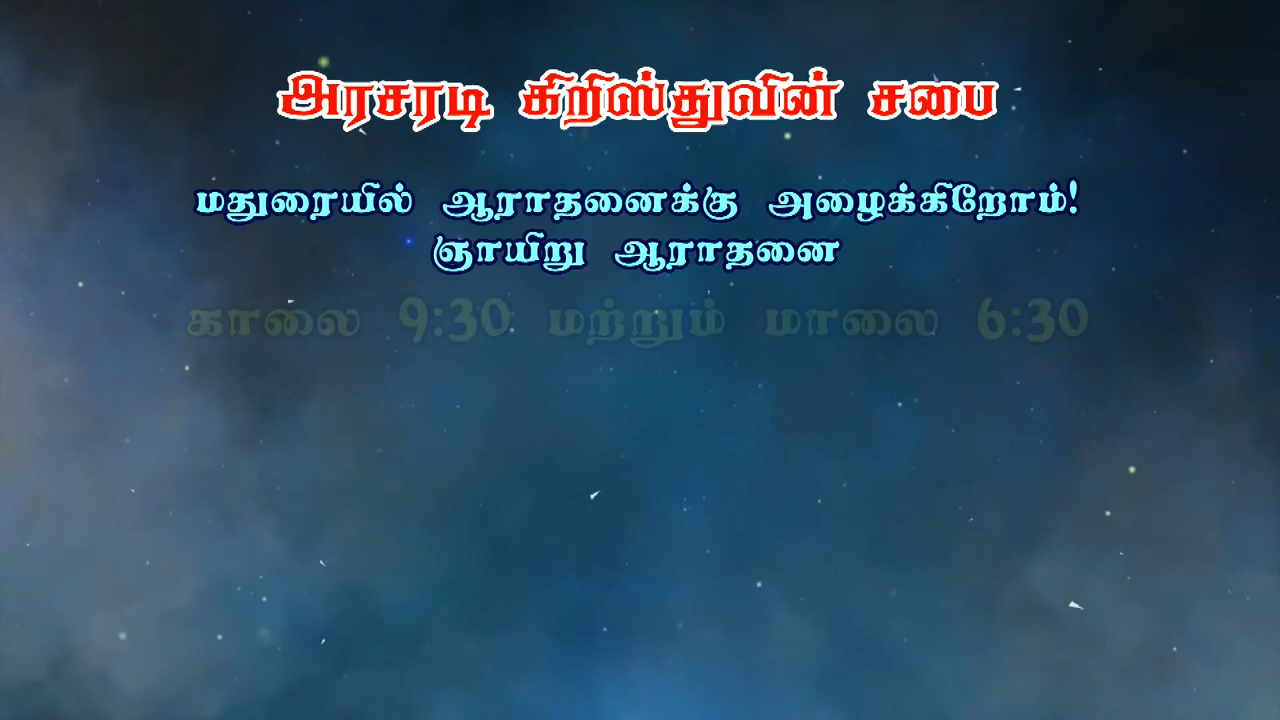 அரசரடி கிறிஸ்துவின் சபை
மதுரையில் ஆராதனைக்கு அழைக்கிறோம்!
ஞாயிறு ஆராதனை
காலை 9:30 மற்றும் மாலை 6:30